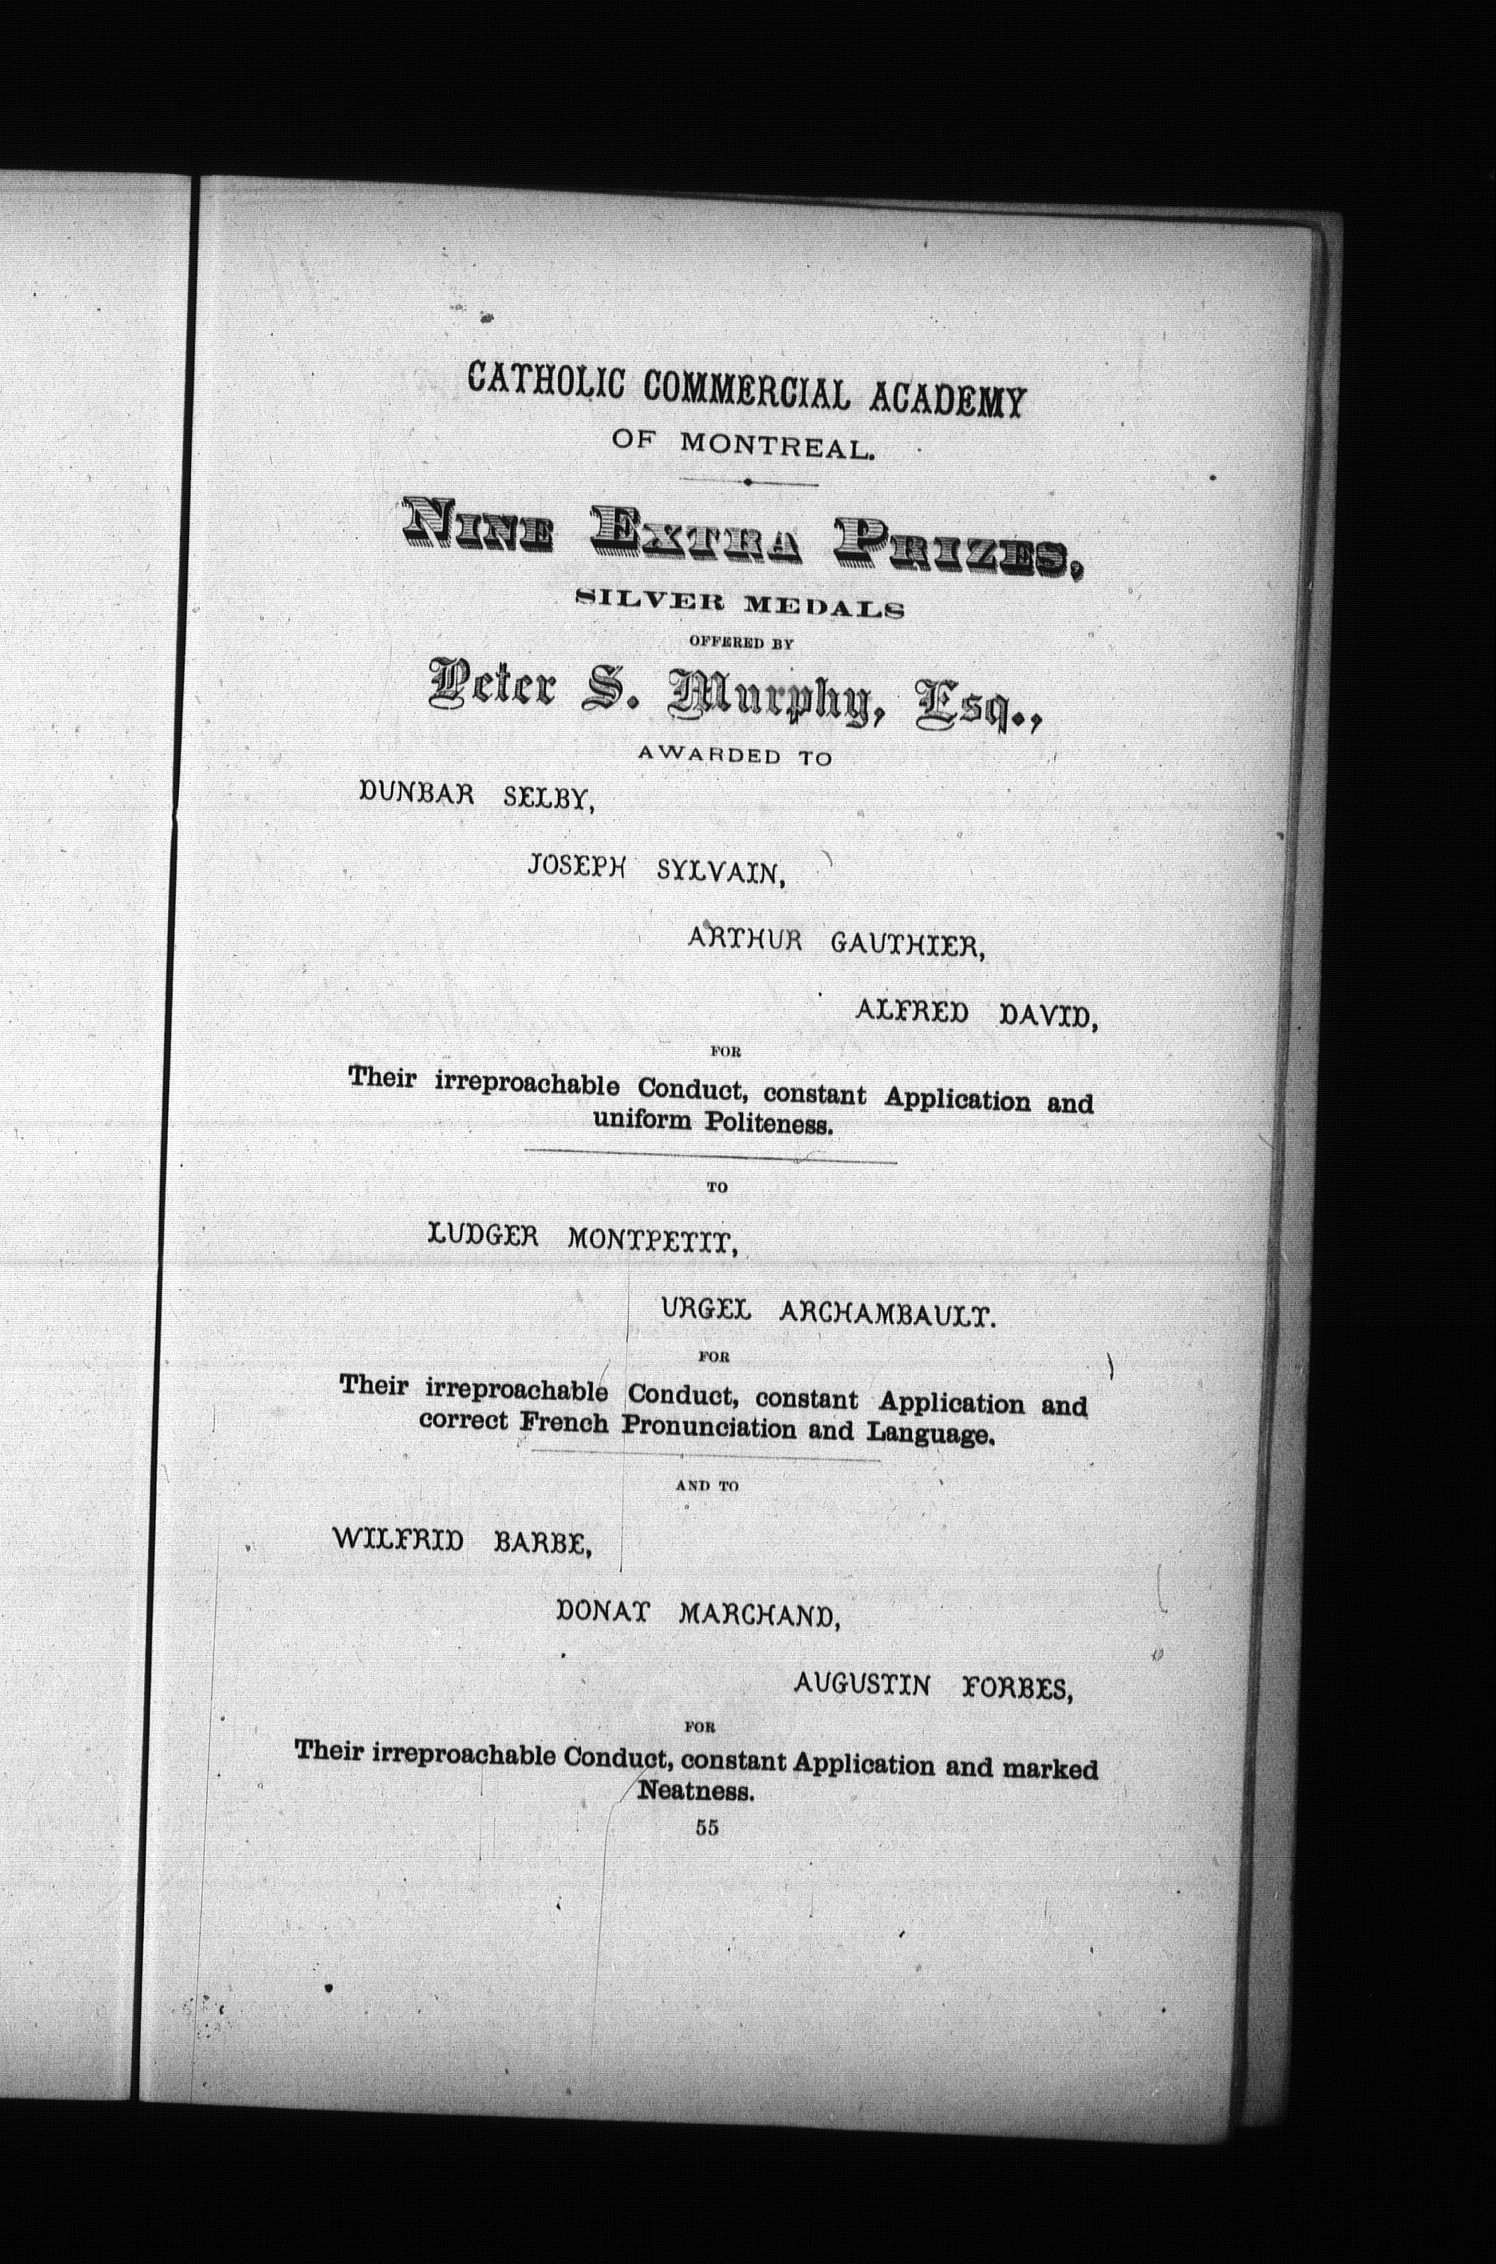 CATHOLIC COMMERCIAL ACADEMY
OF MONTREAL.
NINE EXTRA PRIZES,
SILVER MEDALS
OFFERED BY
Peter S. Murphy, Esq.,
AWARDED TO
DUNBAR SELBY,
JOSEPH SYLVAIN,
ARTHUR GAUTHIER,
ALFRED DAVID,
FOR
Their irreproachable Conduct, constant Application and
uniform Politeness.
TO
LUDGER MONTPETIT,
URGEL ARCHAMBAULT.
FOR
Their irreproachable Conduct, constant Application and
correct French Pronunciation and Language.
AND TO
WILFRID BARBE,
DONAT MARCHAND,
AUGUSTIN FORBES,
FOR
Their irreproachable Conduct, constant Application and marked
Neatness.
55